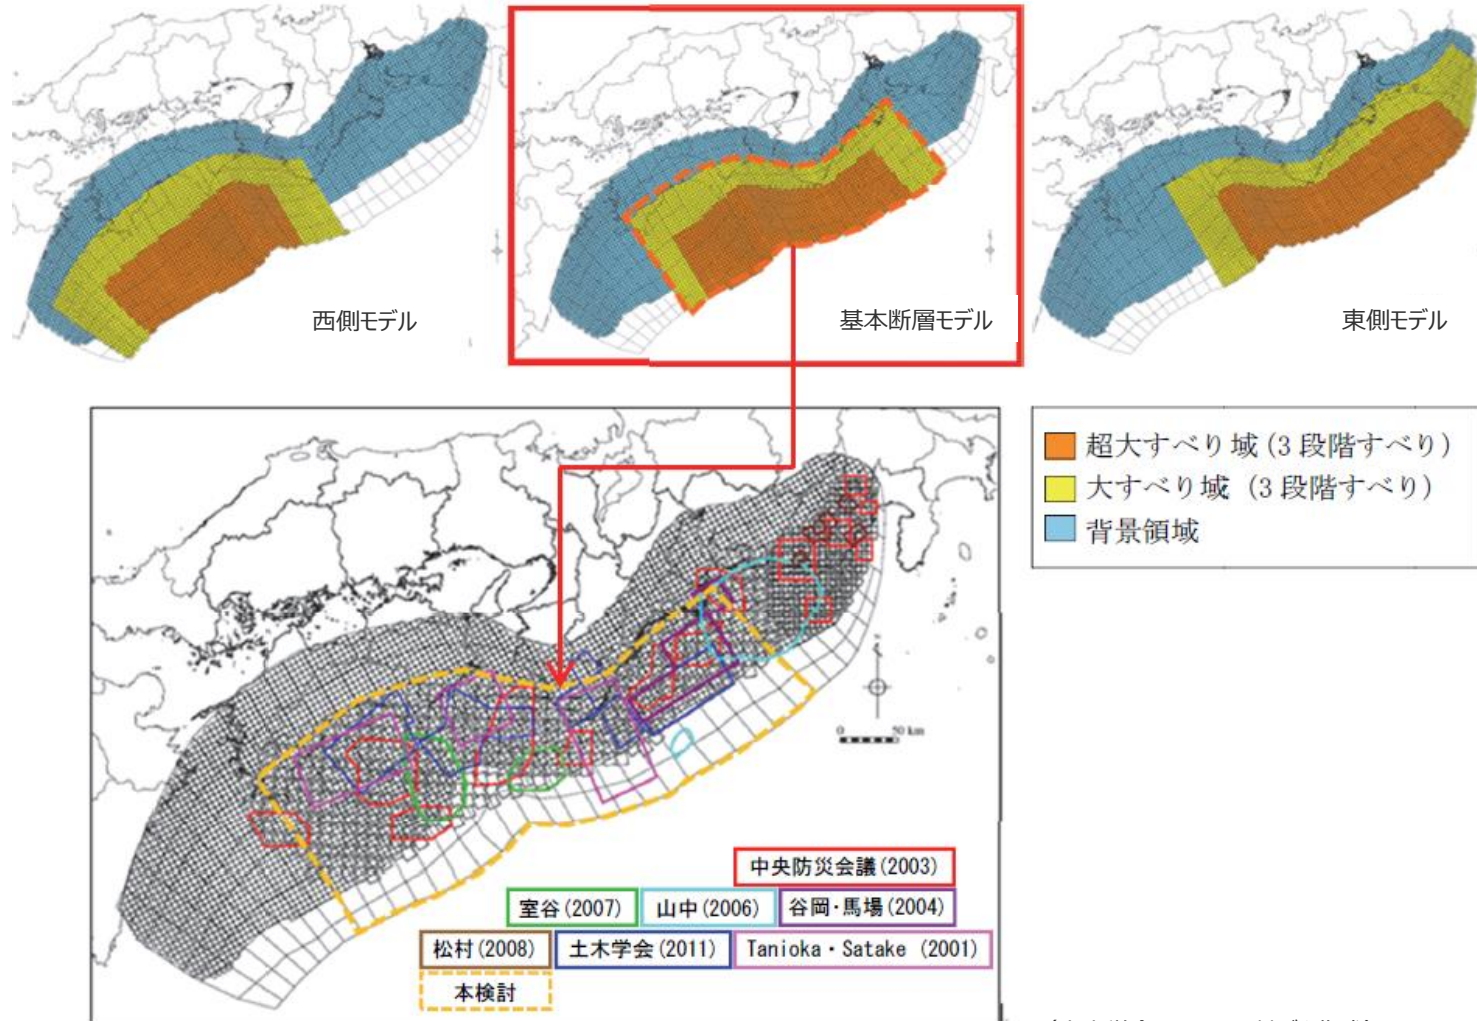 西側モデル
基本断層モデル
東側モデル
超大すべり域(3段階すべり)
大すべり域 (3段階すべり)
背景領域
0 50 km
中央防災会議(2003)
室谷(2007)
山中(2006)
谷岡・馬場(2004)
松村(2008)
土木学会(2011)
Tanioka・Satake (2001)
本検討